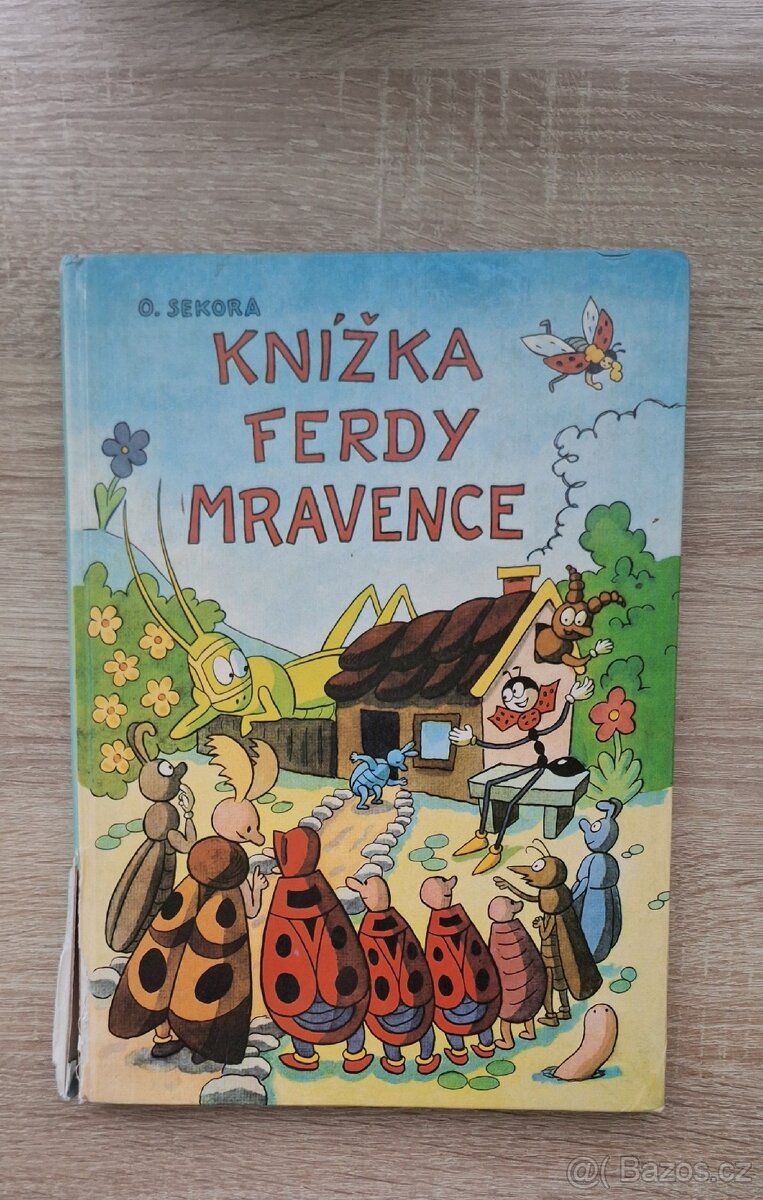 O. SEKORA
KNÍŽKA
FERDY
MRAVENCE
@( Bazos.cz